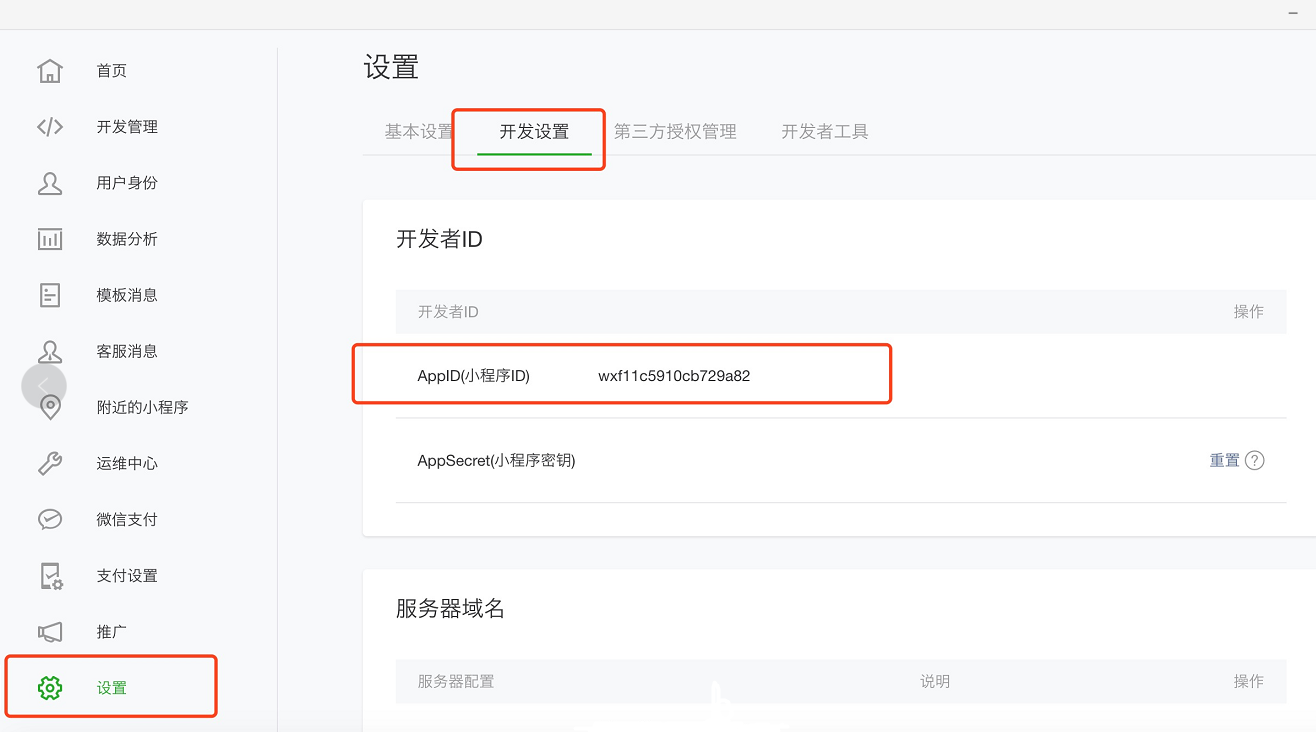 首页
开发管理
用户身份
数据分析
模板消息
客服消息
附近的小程序
运维中心
微信支付
支付设置
推广
设置
设置
基本设置 开发设置 第三方授权管理 开发者工具
开发者ID
开发者ID 操作
AppID(小程序ID) wxf11c5910cb729a82
AppSecret(小程序密钥) 重置 ?
服务器域名
服务器配置 说明 操作